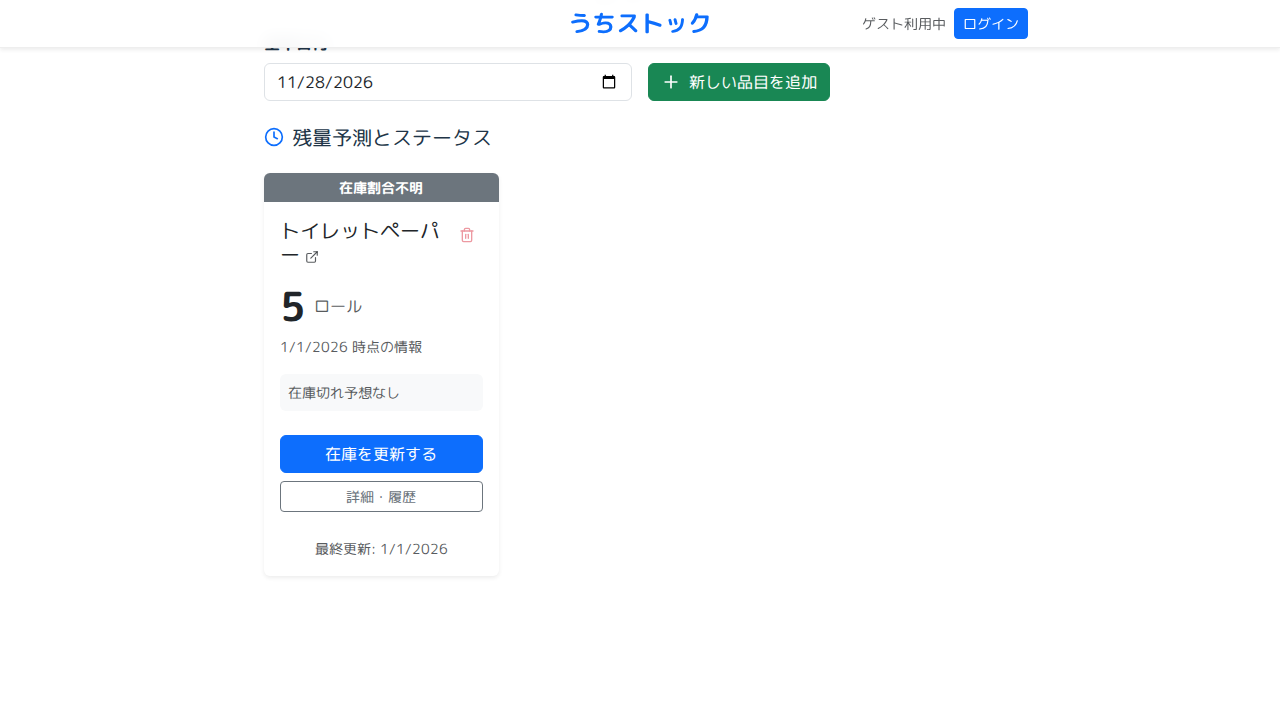 うちストック
ゲスト利用中
ログイン
11/28/2026
新しい品目を追加
残量予測とステータス
在庫割合不明
トイレットペーパ
ー
5 ロール
1/1/2026 時点の情報
在庫切れ予想なし
在庫を更新する
詳細・履歴
最終更新: 1/1/2026